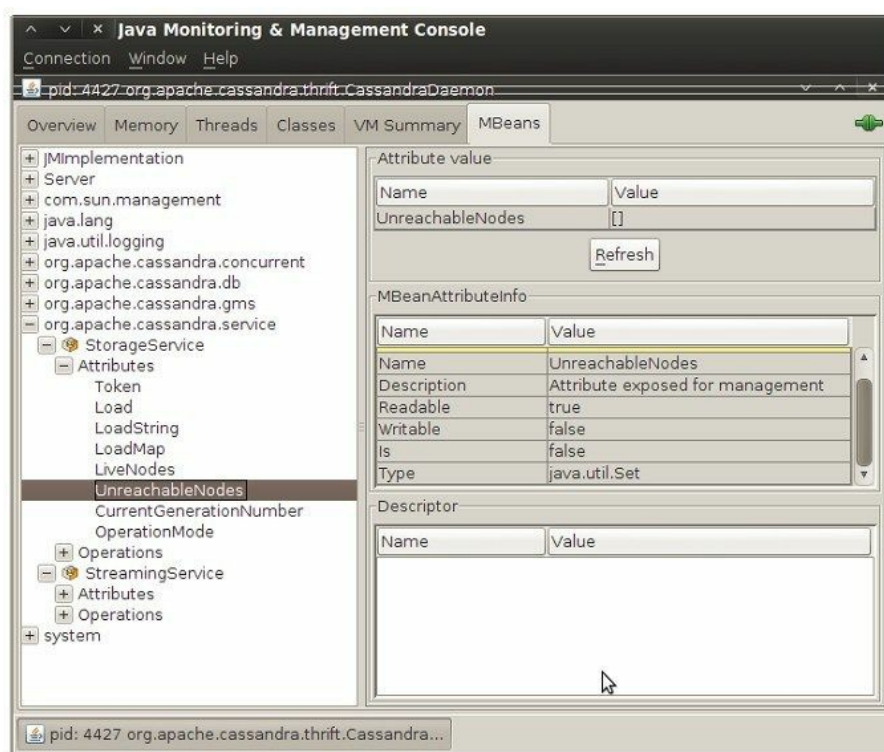 Java Monitoring & Management Console
Connection Window Help
pid: 4427 org.apache.cassandra.thrift.CassandraDaemon
Overview Memory Threads Classes VM Summary MBeans
JMImplementation
Server
com.sun.management
java.lang
java.util.logging
org.apache.cassandra.concurrent
org.apache.cassandra.db
org.apache.cassandra.gms
org.apache.cassandra.service
StorageService
Attributes
Token
Load
LoadString
LoadMap
LiveNodes
UnreachableNodes
CurrentGenerationNumber
OperationMode
Operations
StreamingService
Attributes
Operations
system
Attribute value
Name Value
UnreachableNodes []
Refresh
MBeanAttributeInfo
Name Value
Name UnreachableNodes
Description Attribute exposed for management
Readable true
Writable false
Is false
Type java.util.Set
Descriptor
Name Value
pid: 4427 org.apache.cassandra.thrift.Cassandra...